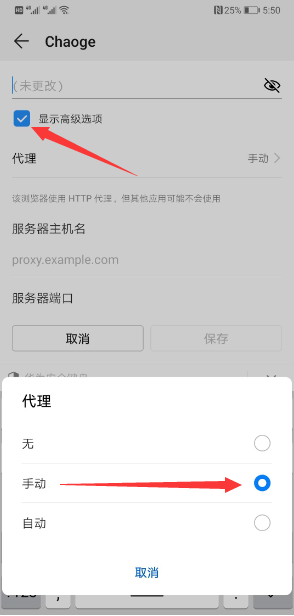 HD 4G 4G 25% 5:50
Chaoge
(未更改)
显示高级选项
代理 手动
该浏览器使用 HTTP 代理，但其他应用可能不会使用
服务器主机名
proxy.example.com
服务器端口
取消 保存
代理
无
手动
自动
取消